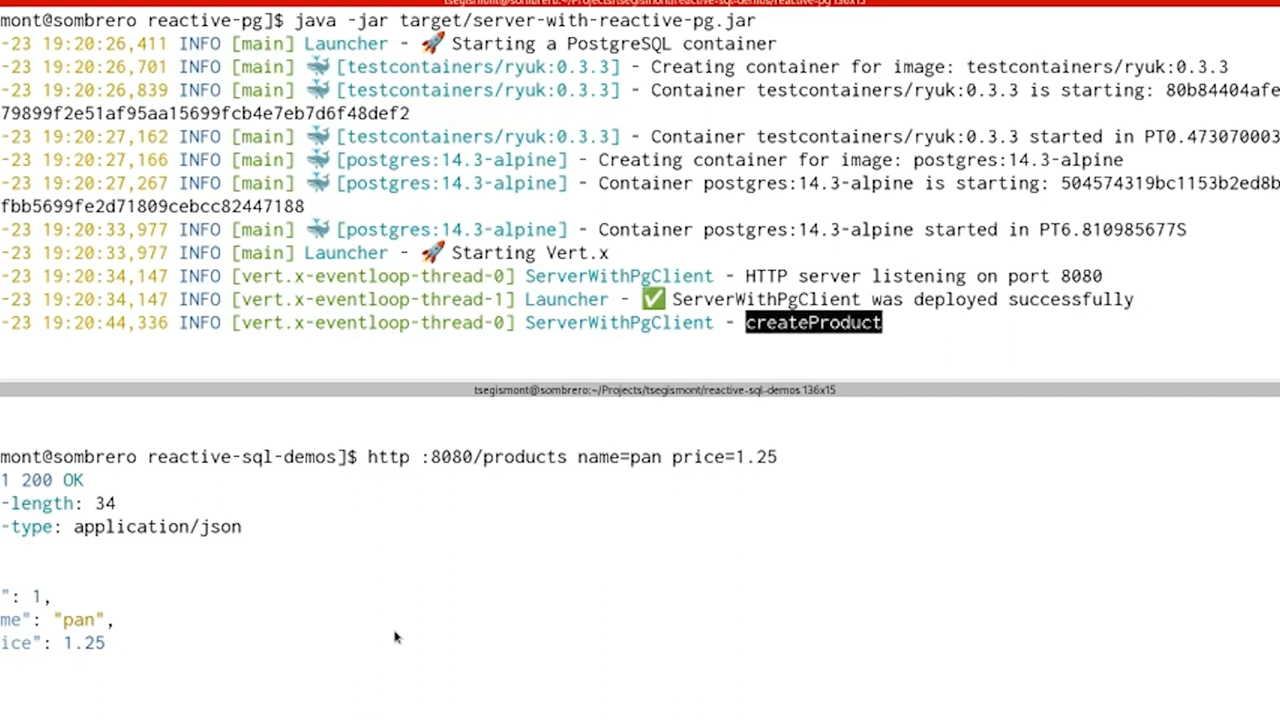 tsegismont@sombrero:~/Projects/tsegismont/reactive-sql-demos/reactive-pg 136x15
mont@sombrero reactive-pg]$ java -jar target/server-with-reactive-pg.jar
-23 19:20:26,411 INFO [main] Launcher - 🚀 Starting a PostgreSQL container
-23 19:20:26,701 INFO [main] 🐳 [testcontainers/ryuk:0.3.3] - Creating container for image: testcontainers/ryuk:0.3.3
-23 19:20:26,839 INFO [main] 🐳 [testcontainers/ryuk:0.3.3] - Container testcontainers/ryuk:0.3.3 is starting: 80b84404afe
79899f2e51af95aa15699fcb4e7eb7d6f48def2
-23 19:20:27,162 INFO [main] 🐳 [testcontainers/ryuk:0.3.3] - Container testcontainers/ryuk:0.3.3 started in PT0.473070003
-23 19:20:27,166 INFO [main] 🐳 [postgres:14.3-alpine] - Creating container for image: postgres:14.3-alpine
-23 19:20:27,267 INFO [main] 🐳 [postgres:14.3-alpine] - Container postgres:14.3-alpine is starting: 504574319bc1153b2ed8b
fbb5699fe2d71809cebcc82447188
-23 19:20:33,977 INFO [main] 🐳 [postgres:14.3-alpine] - Container postgres:14.3-alpine started in PT6.810985677S
-23 19:20:33,977 INFO [main] Launcher - 🚀 Starting Vert.x
-23 19:20:34,147 INFO [vert.x-eventloop-thread-0] ServerWithPgClient - HTTP server listening on port 8080
-23 19:20:34,147 INFO [vert.x-eventloop-thread-1] Launcher - ✅ ServerWithPgClient was deployed successfully
-23 19:20:44,336 INFO [vert.x-eventloop-thread-0] ServerWithPgClient - createProduct
tsegismont@sombrero:~/Projects/tsegismont/reactive-sql-demos 136x15
mont@sombrero reactive-sql-demos]$ http :8080/products name=pan price=1.25
1 200 OK
-length: 34
-type: application/json
": 1,
me": "pan",
ice": 1.25